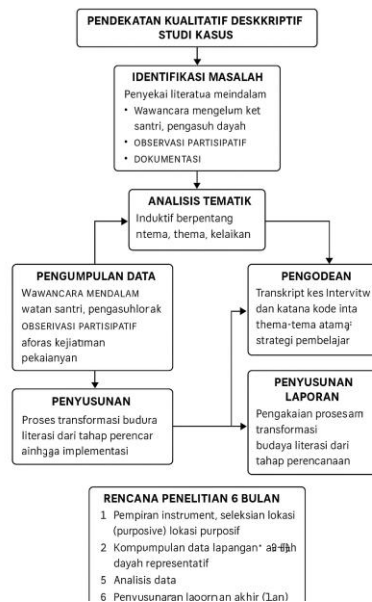 PENDEKATAN KUALITATIF DESKKRIPTIF
STUDI KASUS
IDENTIFIKASI MASALAH
Penyekai literatua meindalam
• Wawancara mengelum ket
santri, pengasuh dayah
• OBSERVASI PARTISIPATIF
• DOKUMENTASI
ANALISIS TEMATIK
Induktif berpentang
ntema, thema, kelaikan
PENGUMPULAN DATA
WAWANCARA MENDALAM
watan santri, pengasuhlorak
OBSERIVASI PARTISIPATIF
aforas kejiatiman
pekaianyan
PENGODEAN
Transkript kes Intervitw
and katana kode inta
thema-tema atamą:
strategi pembelajar
PENYUSUNAN
Proses transformasi budura
literasi dari tahap perencar
ainhgga implementasi
PENYUSUNAN
LAPORAN
Pengakaian prosesam
transformasi
budaya literasi dari
tahap perencanaan
RENCANA PENELITIAN 6 BULAN
1 Pempiran instrument, seleksian lokasi
(purposive) lokasi purposif
2 Kompumpulan data lapangan*
dayah representatif
5 Analisis data
6 Penyusunaran laoornan akhir (1an)